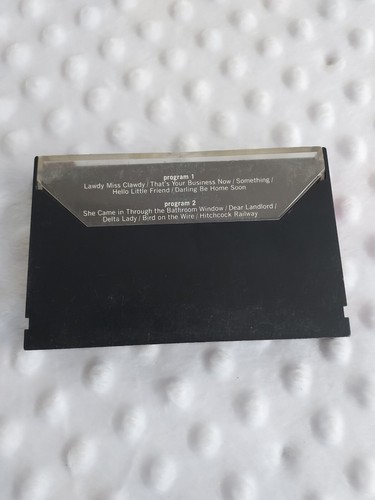 program 1
Lawdy Miss Clawdy / That's Your Business Now / Something /
Hello Little Friend / Darling Be Home Soon
program 2
She Came in Through the Bathroom Window / Dear Landlord /
Delta Lady / Bird on the Wire / Hitchcock Railway